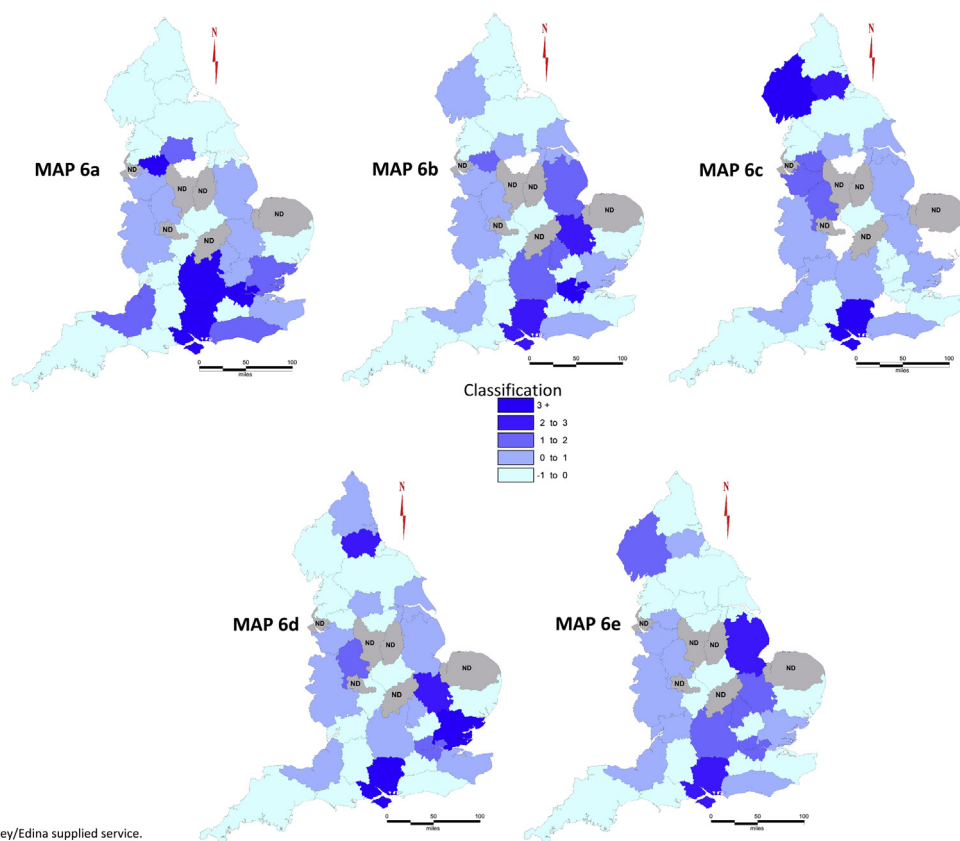 N
N
N
MAP 6a
ND
ND
ND
ND
ND
ND
0 50 100
miles
MAP 6b
ND
ND
ND
ND
ND
ND
0 50 100
miles
MAP 6c
ND
ND
ND
ND
ND
ND
0 50 100
miles
Classification
3 +
2 to 3
1 to 2
0 to 1
-1 to 0
N
N
MAP 6d
ND
ND
ND
ND
ND
ND
0 50 100
miles
MAP 6e
ND
ND
ND
ND
ND
ND
0 50 100
miles
ey/Edina supplied service.